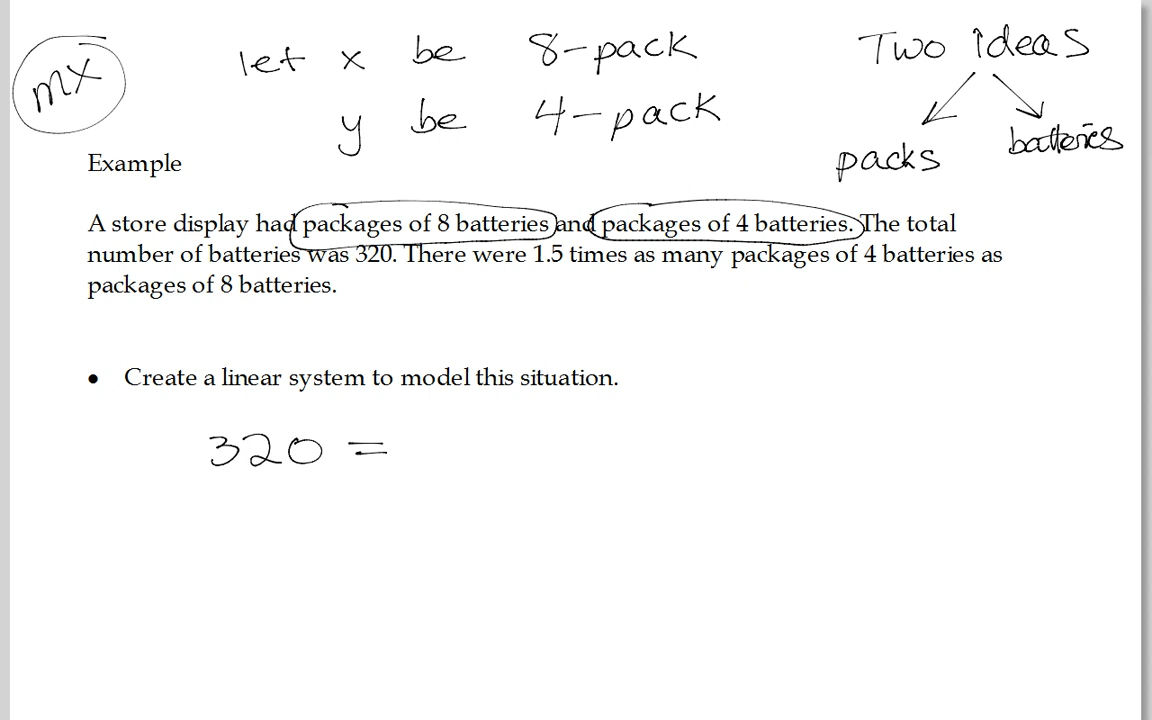 mx
let x be 8-pack
y be 4-pack
Two ideas
packs
batteries
Example
A store display had packages of 8 batteries and packages of 4 batteries. The total
number of batteries was 320. There were 1.5 times as many packages of 4 batteries as
packages of 8 batteries.
• Create a linear system to model this situation.
320 =